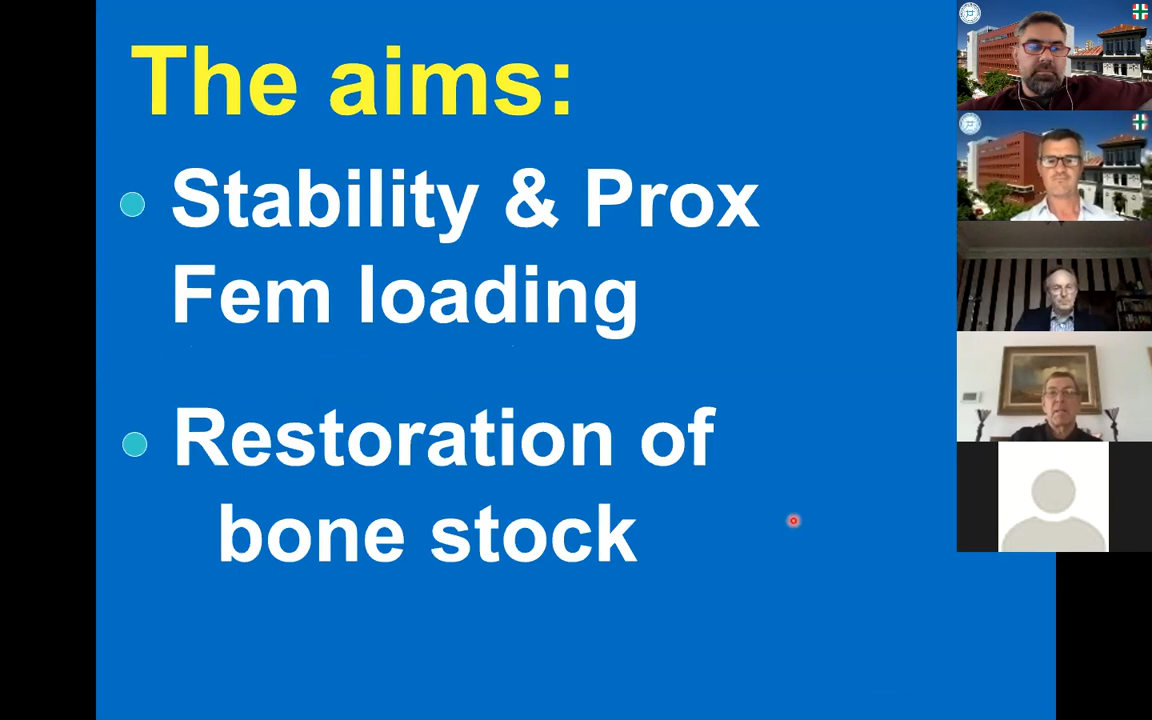 The aims:
Stability & Prox
Fem loading
Restoration of
bone stock